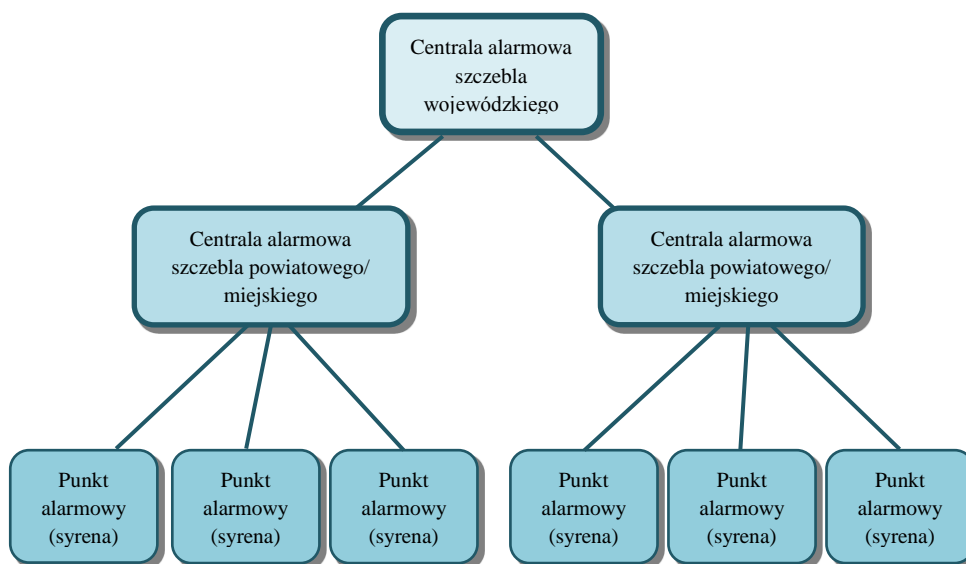 Centrala alarmowa
szczebla
wojewódzkiego
Centrala alarmowa
szczebla powiatowego/
miejskiego
Centrala alarmowa
szczebla powiatowego/
miejskiego
Punkt
alarmowy
(syrena)
Punkt
alarmowy
(syrena)
Punkt
alarmowy
(syrena)
Punkt
alarmowy
(syrena)
Punkt
alarmowy
(syrena)
Punkt
alarmowy
(syrena)